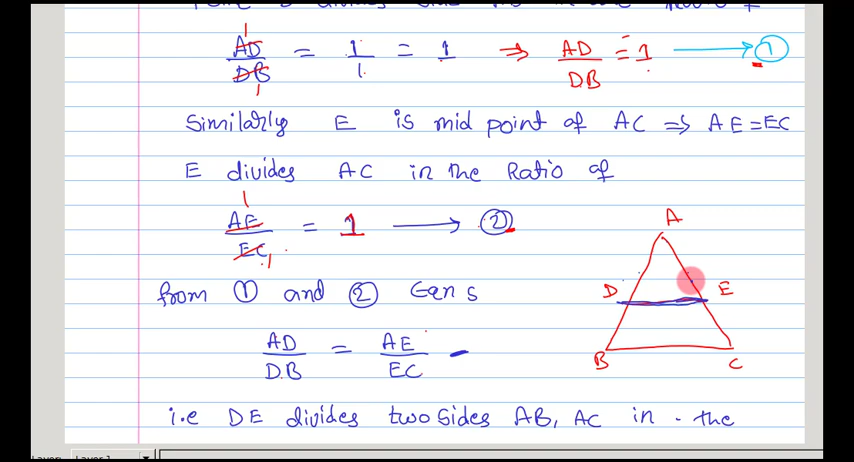 AD/DB = 1/1 = 1 ⇒ AD/DB = 1 → ①
Similarly E is mid point of AC ⇒ AE = EC
E divides AC in the Ratio of
AE/EC = 1 → ②
from ① and ② Eqn s
AD/DB = AE/EC
i.e DE divides two sides AB, AC in the
A
D E
B C
Layer1